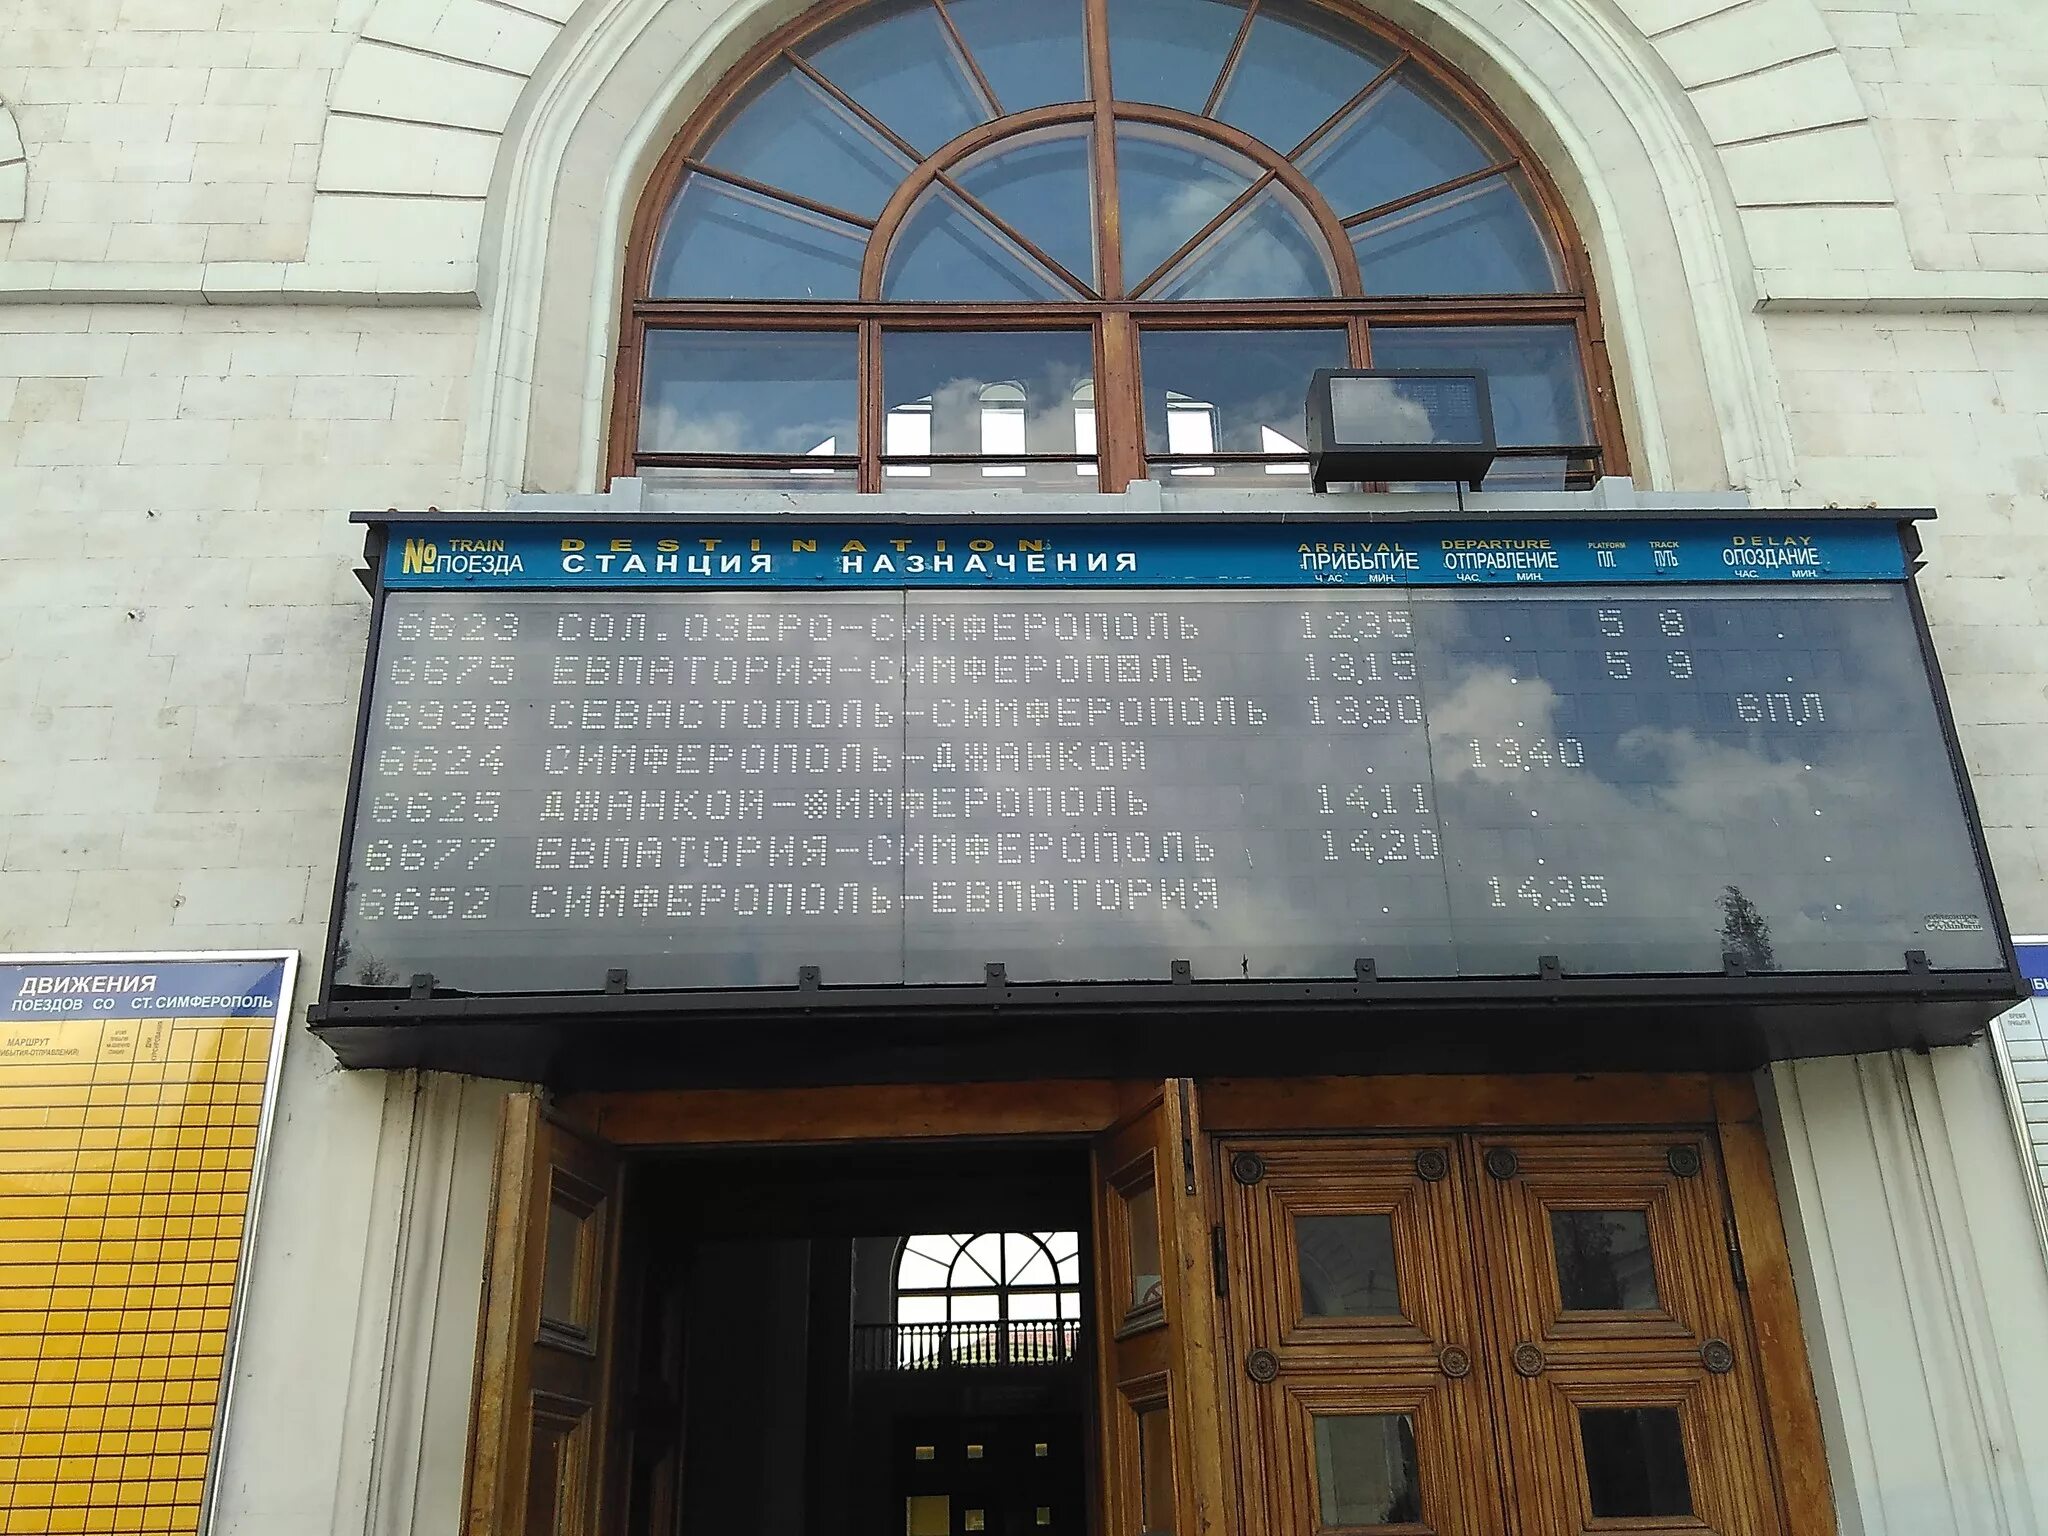 № TRAIN DESTINATION ARRIVAL DEPARTURE PLATFORM TRACK DELAY
ПОЕЗДА СТАНЦИЯ НАЗНАЧЕНИЯ ПРИБЫТИЕ ОТПРАВЛЕНИЕ ПЛ. ПУТЬ ОПОЗДАНИЕ
ЧАС. МИН. ЧАС. МИН. ЧАС. МИН.
6623 СОЛ.ОЗЕРО-СИМФЕРОПОЛЬ 12.35 . 5 8 .
6675 ЕВПАТОРИЯ-СИМФЕРОПОЛЬ 13.15 . 5 9 .
6938 СЕВАСТОПОЛЬ-СИМФЕРОПОЛЬ 13.30 . 6ПЛ
6624 СИМФЕРОПОЛЬ-ДЖАНКОЙ . 13.40 .
6625 ДЖАНКОЙ-СИМФЕРОПОЛЬ 14.11 . .
6677 ЕВПАТОРИЯ-СИМФЕРОПОЛЬ 14.20 . .
6652 СИМФЕРОПОЛЬ-ЕВПАТОРИЯ . 14.35 .
ДВИЖЕНИЯ
ПОЕЗДОВ СО СТ. СИМФЕРОПОЛЬ
МАРШРУТ
ВРЕМЯ
ПРИБЫТИЯ